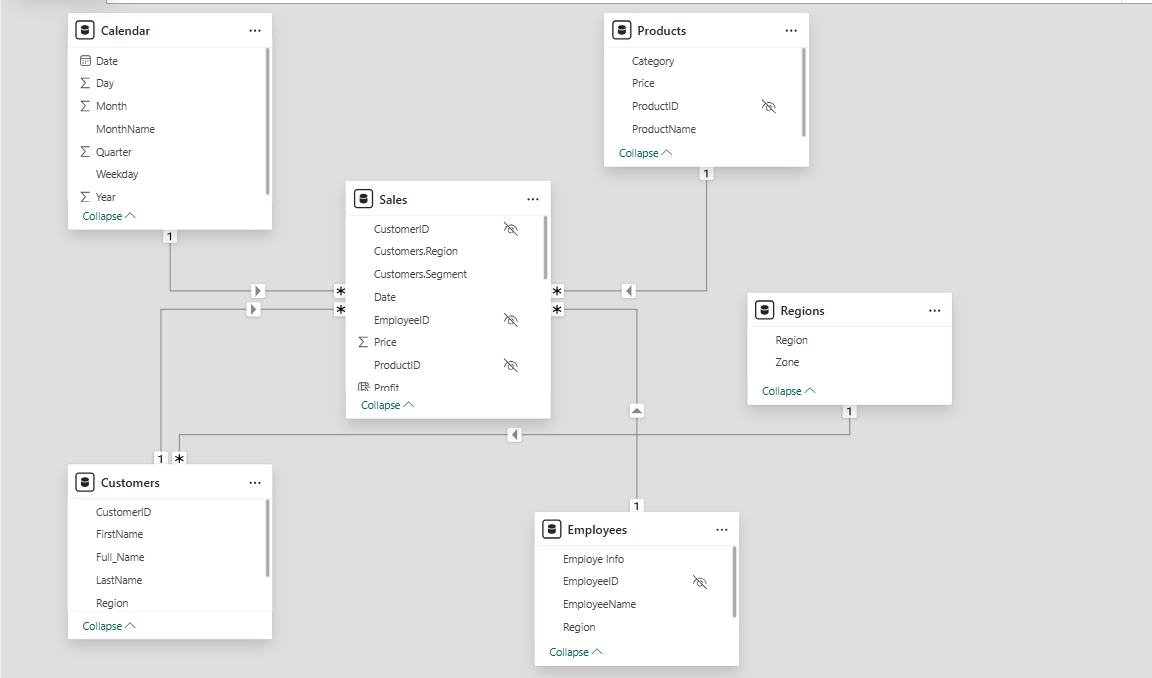 Calendar
Date
Day
Month
MonthName
Quarter
Weekday
Year
Collapse
1
Products
Category
Price
ProductID
ProductName
Collapse
1
Sales
CustomerID
Customers.Region
Customers.Segment
Date
EmployeeID
Price
ProductID
Profit
Collapse
*
*
*
*
Regions
Region
Zone
Collapse
1
1 *
Customers
CustomerID
FirstName
Full_Name
LastName
Region
Collapse
1
Employees
Employe Info
EmployeeID
EmployeeName
Region
Collapse